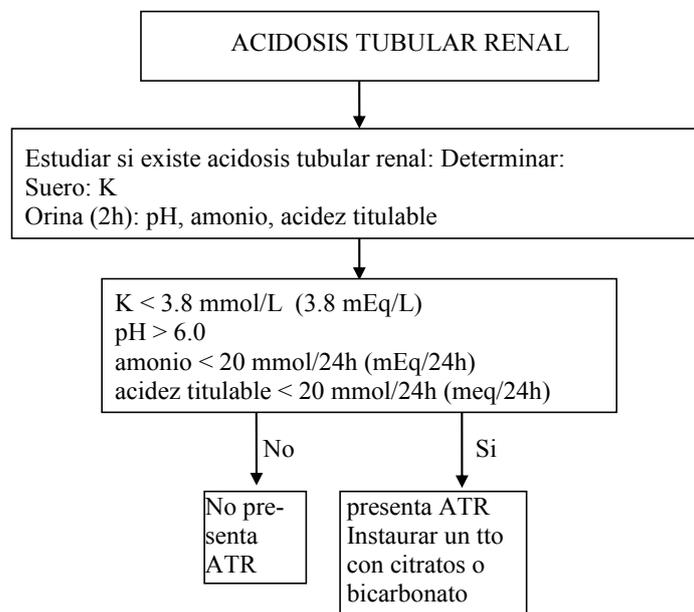 ACIDOSIS TUBULAR RENAL
Estudiar si existe acidosis tubular renal: Determinar:
Suero: K
Orina (2h): pH, amonio, acidez titulable
K < 3.8 mmol/L  (3.8 mEq/L)
pH > 6.0
amonio < 20 mmol/24h (mEq/24h)
acidez titulable < 20 mmol/24h (meq/24h)
No
Si
No pre-
senta
ATR
presenta ATR
Instaurar un tto
con citratos o
bicarbonato